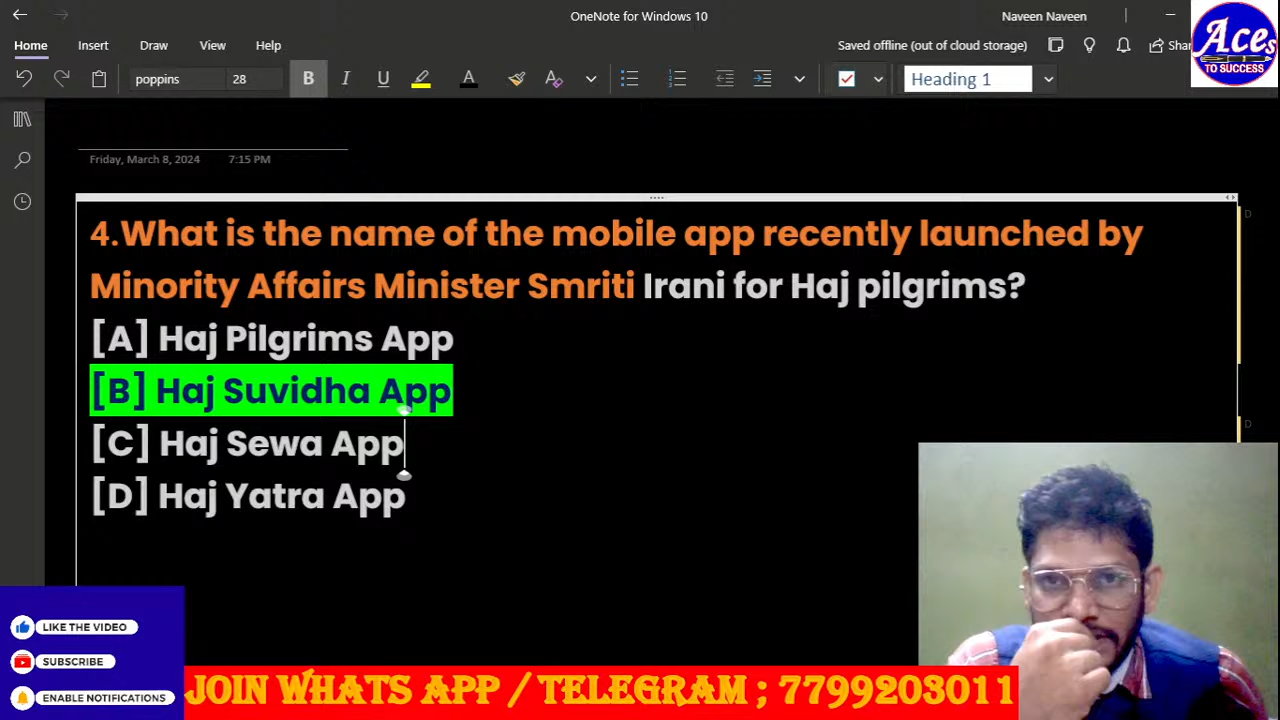 OneNote for Windows 10
Naveen Naveen
Home Insert Draw View Help
Saved offline (out of cloud storage)
Shar
Aces
TO SUCCESS
poppins 28 B I U A A Heading 1
Friday, March 8, 2024 7:15 PM
4.What is the name of the mobile app recently launched by
Minority Affairs Minister Smriti Irani for Haj pilgrims?
[A] Haj Pilgrims App
[B] Haj Suvidha App
[C] Haj Sewa App
[D] Haj Yatra App
D
D
LIKE THE VIDEO
SUBSCRIBE
ENABLE NOTIFICATIONS
JOIN WHATS APP / TELEGRAM ; 7799203011